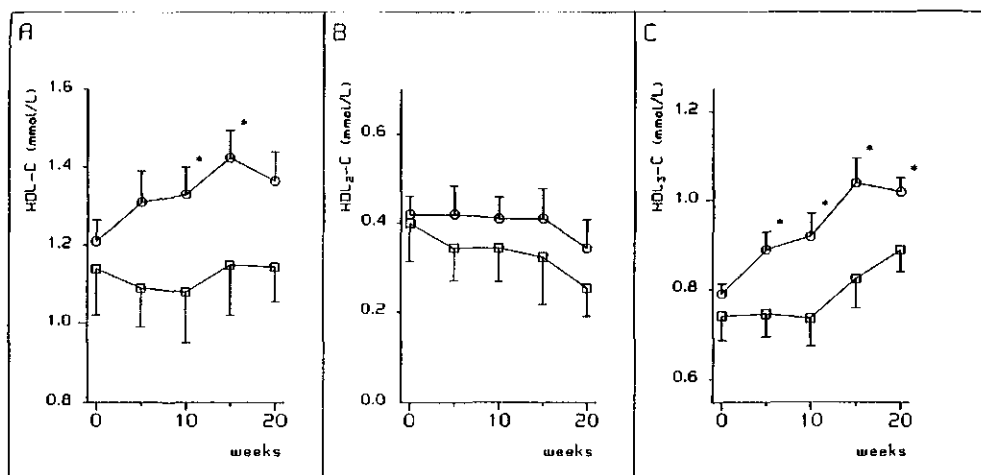 A
HDL-C (mmol/L)
1.6
1.4
1.2
1.0
0.8
* *
0 10 20
weeks
B
HDL₂-C (mmol/L)
0.6
0.4
0.2
0.0
0 10 20
weeks
C
HDL₃-C (mmol/L)
1.2
1.0
0.8
0.6
* * * *
0 10 20
weeks